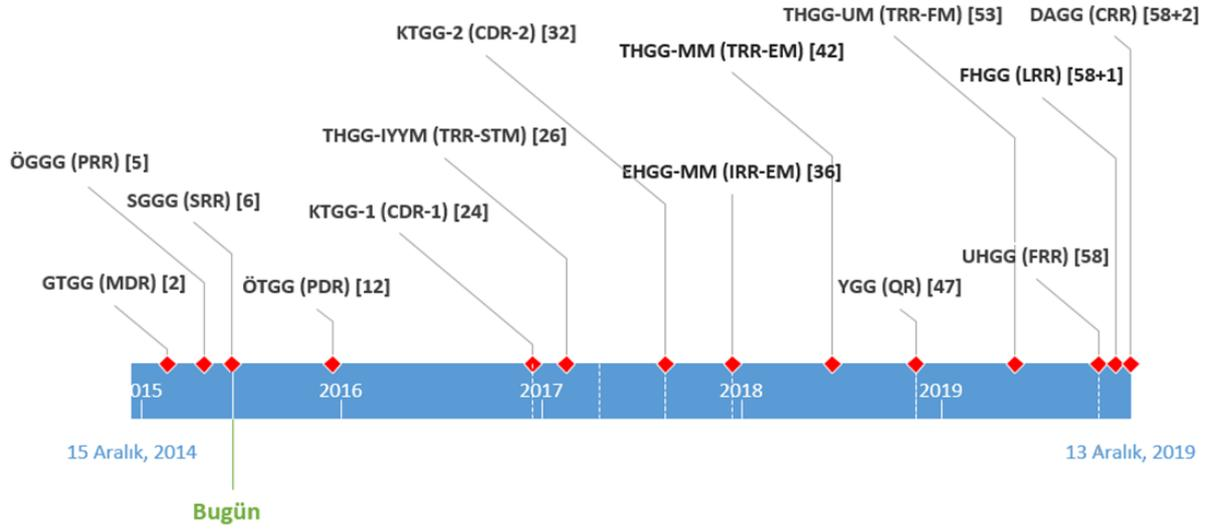 THGG-UM (TRR-FM) [53]
DAGG (CRR) [58+2]
KTGG-2 (CDR-2) [32]
THGG-MM (TRR-EM) [42]
FHGG (LRR) [58+1]
THGG-IYYM (TRR-STM) [26]
ÖGGG (PRR) [5]
EHGG-MM (IRR-EM) [36]
SGGG (SRR) [6]
KTGG-1 (CDR-1) [24]
UHGG (FRR) [58]
GTGG (MDR) [2]
ÖTGG (PDR) [12]
YGG (QR) [47]
015
2016
2017
2018
2019
15 Aralık, 2014
13 Aralık, 2019
Bugün